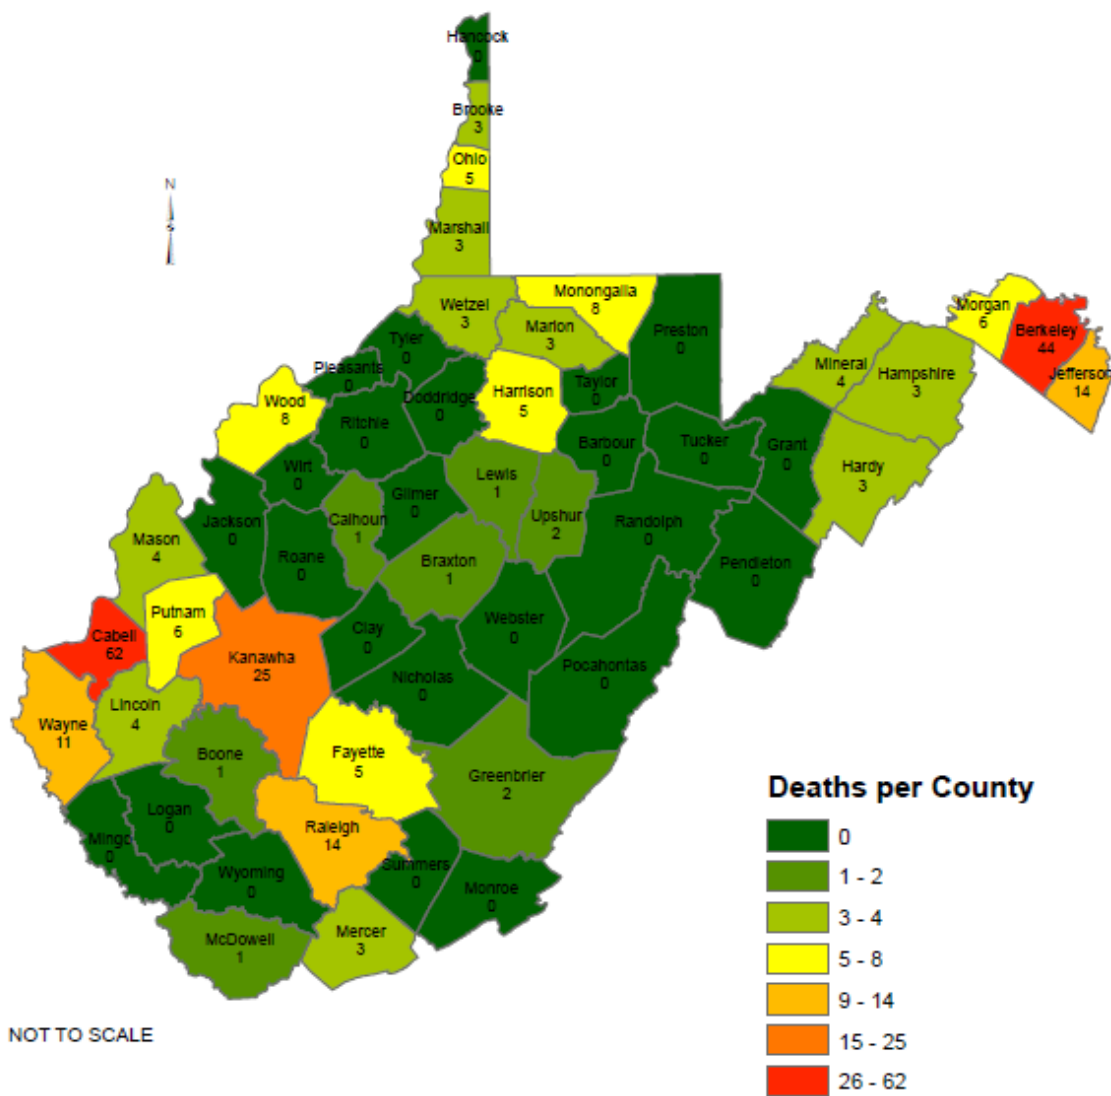 Hancock
0
Brooke
3
Ohio
5
N
S
Marshall
3
Wetzel
3
Monongalia
8
Marion
3
Preston
0
Morgan
6
Berkeley
44
Jefferson
14
Tyler
0
Pleasants
0
Doddridge
0
Harrison
5
Taylor
0
Mineral
4
Hampshire
3
Wood
8
Ritchie
0
Barbour
0
Tucker
0
Grant
0
Hardy
3
Wirt
0
Lewis
1
Gilmer
0
Calhoun
1
Upshur
2
Randolph
0
Jackson
0
Mason
4
Roane
0
Braxton
1
Pendleton
0
Putnam
6
Cabell
62
Clay
0
Webster
0
Kanawha
25
Nicholas
0
Pocahontas
0
Lincoln
4
Wayne
11
Boone
1
Fayette
5
Greenbrier
2
Logan
0
Mingo
0
Raleigh
14
Wyoming
0
Summers
0
Monroe
0
McDowell
1
Mercer
3
Deaths per County
0
1 - 2
3 - 4
5 - 8
9 - 14
15 - 25
26 - 62
NOT TO SCALE